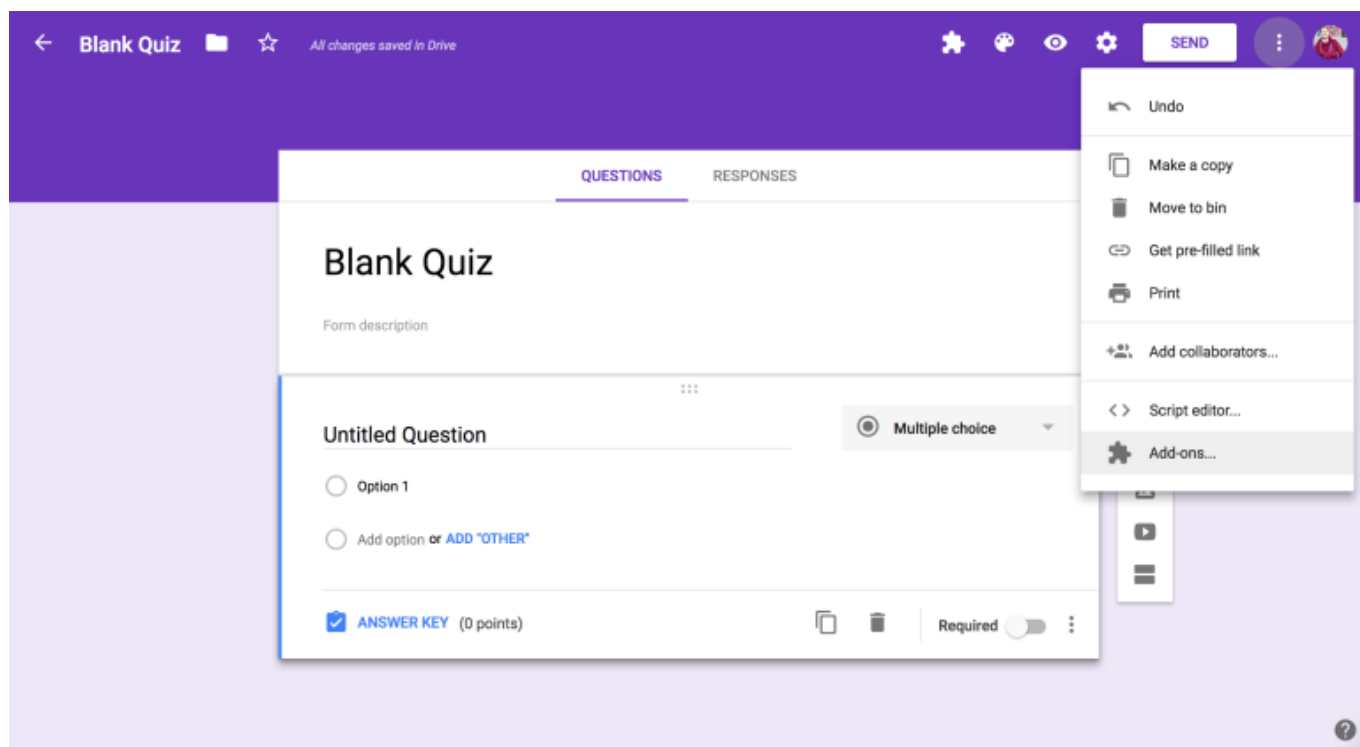 Blank Quiz
All changes saved in Drive
SEND
Undo
Make a copy
Move to bin
Get pre-filled link
Print
Add collaborators...
Script editor...
Add-ons...
QUESTIONS RESPONSES
Blank Quiz
Form description
Untitled Question
Multiple choice
Option 1
Add option or ADD "OTHER"
ANSWER KEY (0 points)
Required